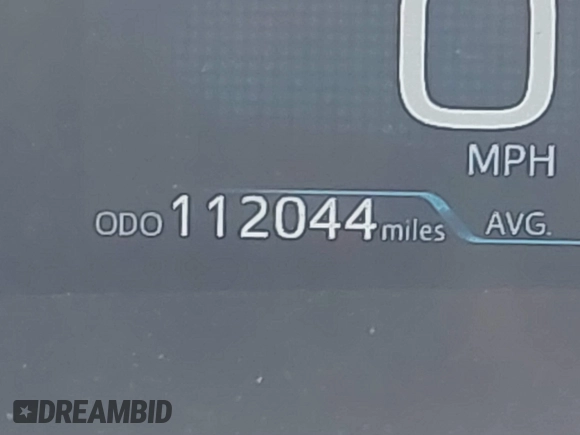 0
MPH
ODO 112044 miles AVG.
DREAMBID